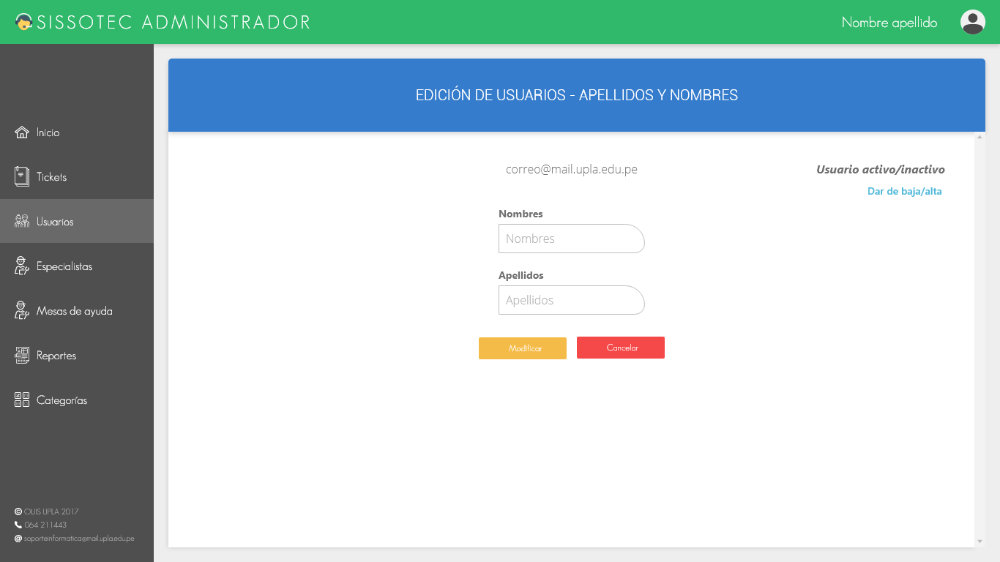 SISSOTEC ADMINISTRADOR
Nombre apellido
Inicio
Tickets
Usuarios
Especialistas
Mesas de ayuda
Reportes
Categorías
© OUIS UPLA 2017
064 211443
@ soporteinformatica@mail.upla.edu.pe
EDICIÓN DE USUARIOS - APELLIDOS Y NOMBRES
correo@mail.upla.edu.pe
Usuario activo/inactivo
Dar de baja/alta
Nombres
Nombres
Apellidos
Apellidos
Modificar
Cancelar